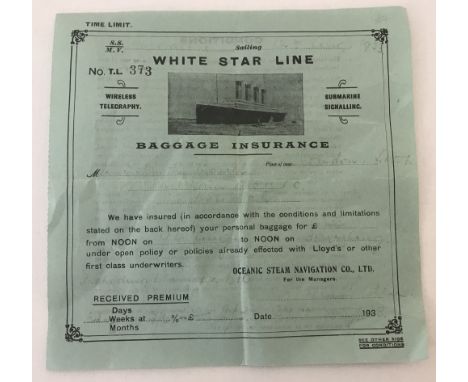 TIME LIMIT.
S.S.
M.V.
Sailing
WHITE STAR LINE
No. T.L 373
WIRELESS
TELEGRAPHY.
SUBMARINE
SIGNALLING.
BAGGAGE INSURANCE
M
We have insured (in accordance with the conditions and limitations
stated on the back hereof) your personal baggage for £
from NOON on to NOON on
under open policy or policies already effected with Lloyd's or other
first class underwriters.
OCEANIC STEAM NAVIGATION CO., LTD.
For the Managers.
RECEIVED PREMIUM
Days
Weeks at % £ Date 193
Months
SEE OTHER SIDE
FOR CONDITIONS